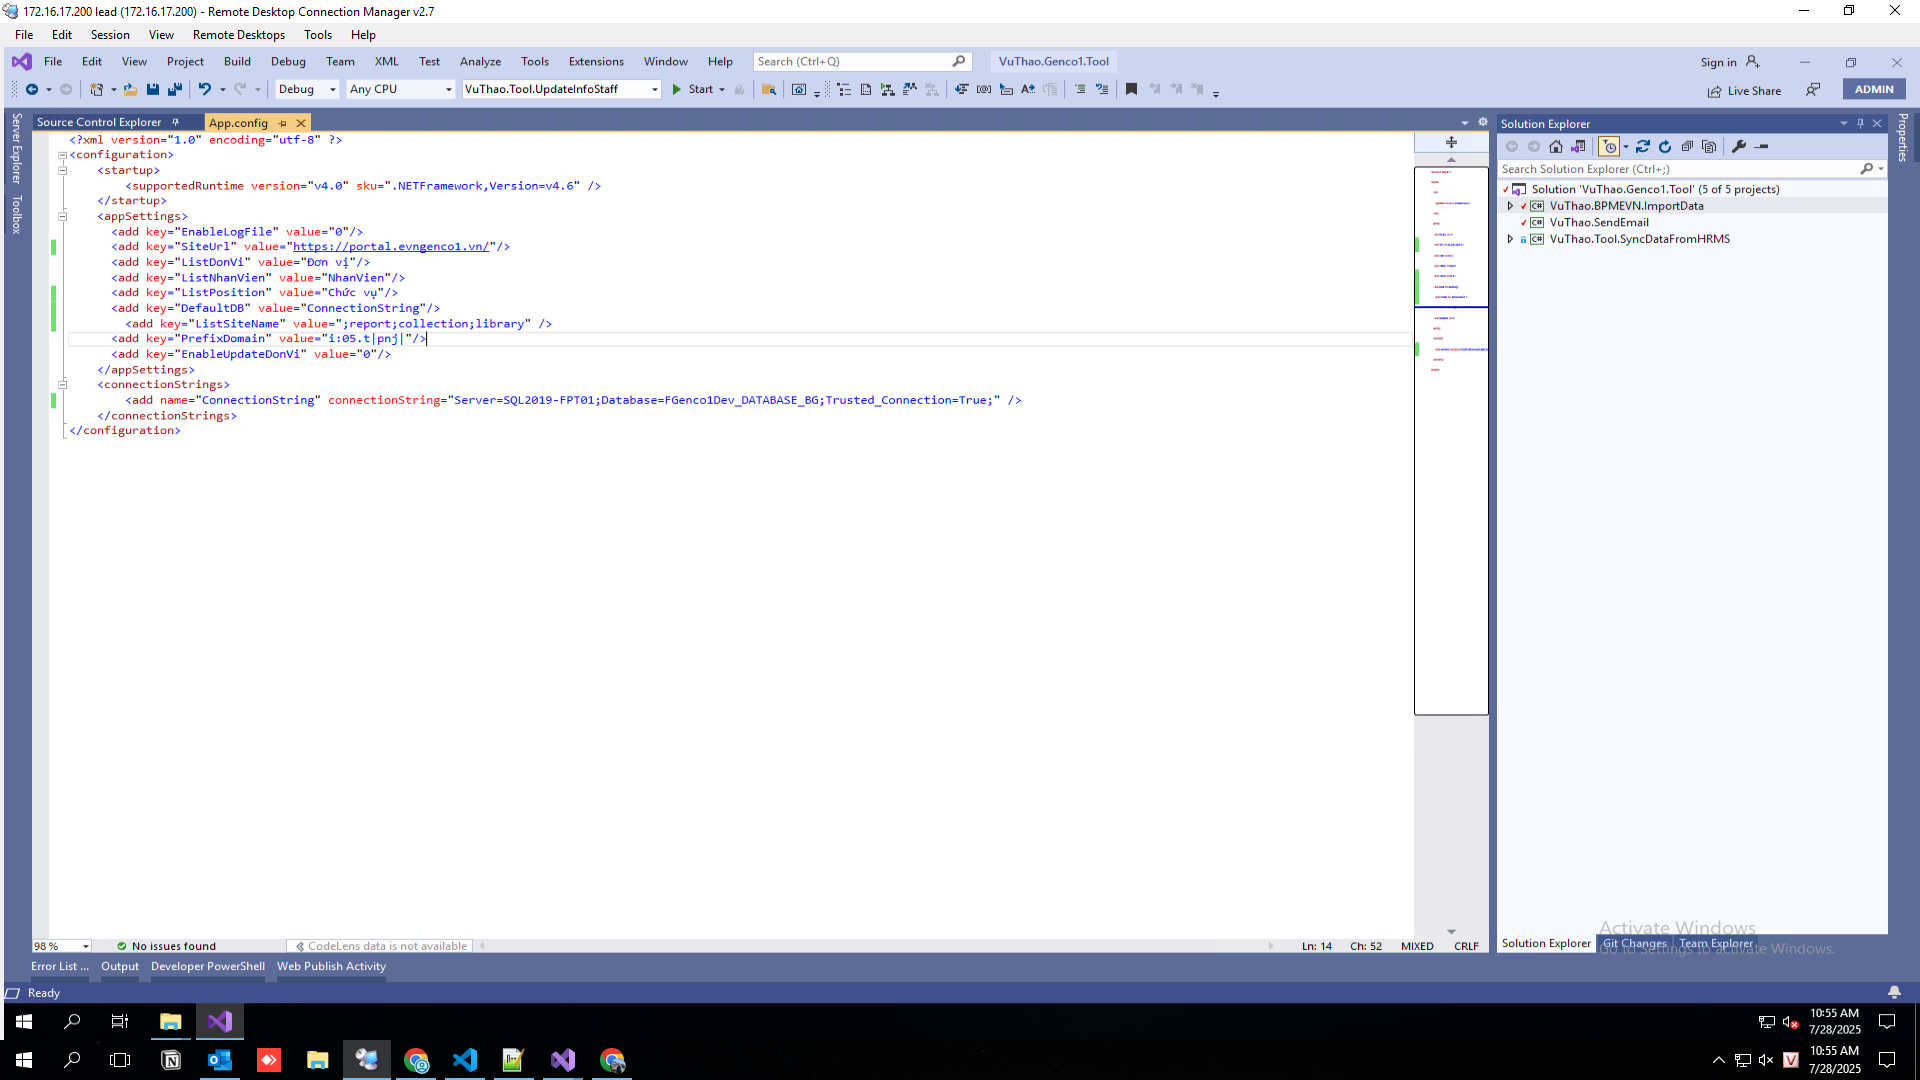 172.16.17.200 lead (172.16.17.200) - Remote Desktop Connection Manager v2.7
File Edit Session View Remote Desktops Tools Help
File Edit View Project Build Debug Team XML Test Analyze Tools Extensions Window Help Search (Ctrl+Q) VuThao.Genco1.Tool Sign in
Debug Any CPU VuThao.Tool.UpdateInfoStaff Start Live Share ADMIN
Server Explorer
Toolbox
Source Control Explorer App.config
<?xml version="1.0" encoding="utf-8" ?>
<configuration>
<startup>
<supportedRuntime version="v4.0" sku=".NETFramework,Version=v4.6" />
</startup>
<appSettings>
<add key="EnableLogFile" value="0"/>
<add key="SiteUrl" value="https://portal.evngenco1.vn/"/>
<add key="ListDonVi" value="Đơn vị"/>
<add key="ListNhanVien" value="NhanVien"/>
<add key="ListPosition" value="Chức vụ"/>
<add key="DefaultDB" value="ConnectionString"/>
<add key="ListSiteName" value=";report;collection;library" />
<add key="PrefixDomain" value="i:05.t|pnj|"/>
<add key="EnableUpdateDonVi" value="0"/>
</appSettings>
<connectionStrings>
<add name="ConnectionString" connectionString="Server=SQL2019-FPT01;Database=FGenco1Dev_DATABASE_BG;Trusted_Connection=True;" />
</connectionStrings>
</configuration>
98 % No issues found CodeLens data is not available Ln: 14 Ch: 52 MIXED CRLF
Solution Explorer
Search Solution Explorer (Ctrl+;)
Solution 'VuThao.Genco1.Tool' (5 of 5 projects)
VuThao.BPMEVN.ImportData
VuThao.SendEmail
VuThao.Tool.SyncDataFromHRMS
Properties
Activate Windows
Go to Settings to activate Windows.
Solution Explorer Git Changes Team Explorer
Error List ... Output Developer PowerShell Web Publish Activity
Ready
10:55 AM
7/28/2025
10:55 AM
7/28/2025